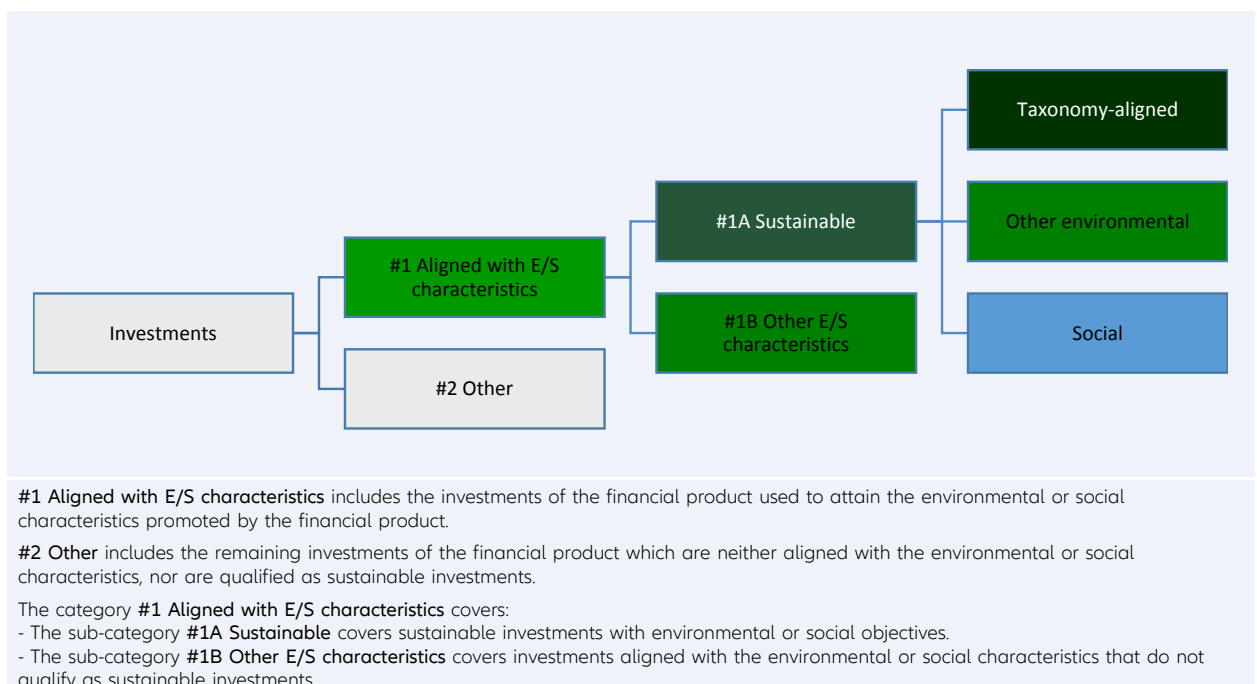 Taxonomy-aligned
#1A Sustainable
Other environmental
#1 Aligned with E/S
characteristics
#1B Other E/S
characteristics
Investments
Social
#2 Other
#1 Aligned with E/S characteristics includes the investments of the financial product used to attain the environmental or social
characteristics promoted by the financial product.
#2 Other includes the remaining investments of the financial product which are neither aligned with the environmental or social
characteristics, nor are qualified as sustainable investments.
The category #1 Aligned with E/S characteristics covers:
- The sub-category #1A Sustainable covers sustainable investments with environmental or social objectives.
- The sub-category #1B Other E/S characteristics covers investments aligned with the environmental or social characteristics that do not
qualify as sustainable investments.